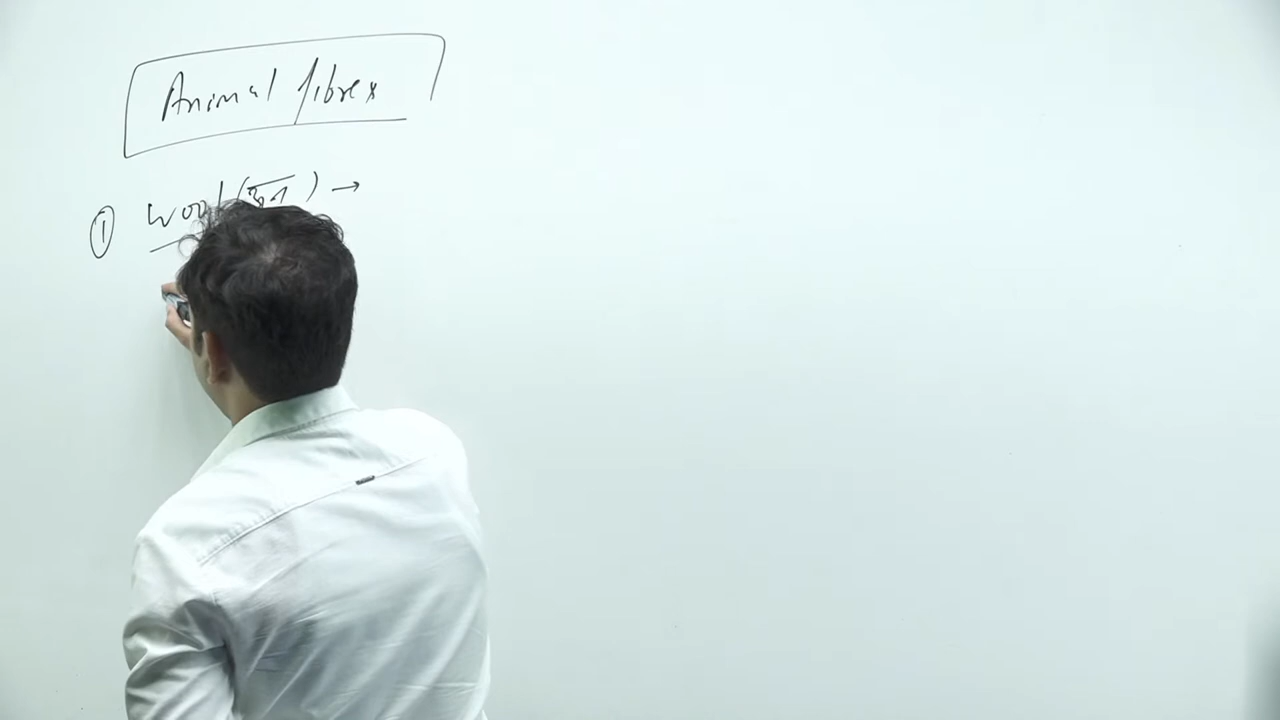 Animal fibres
① wool (ऊन) →